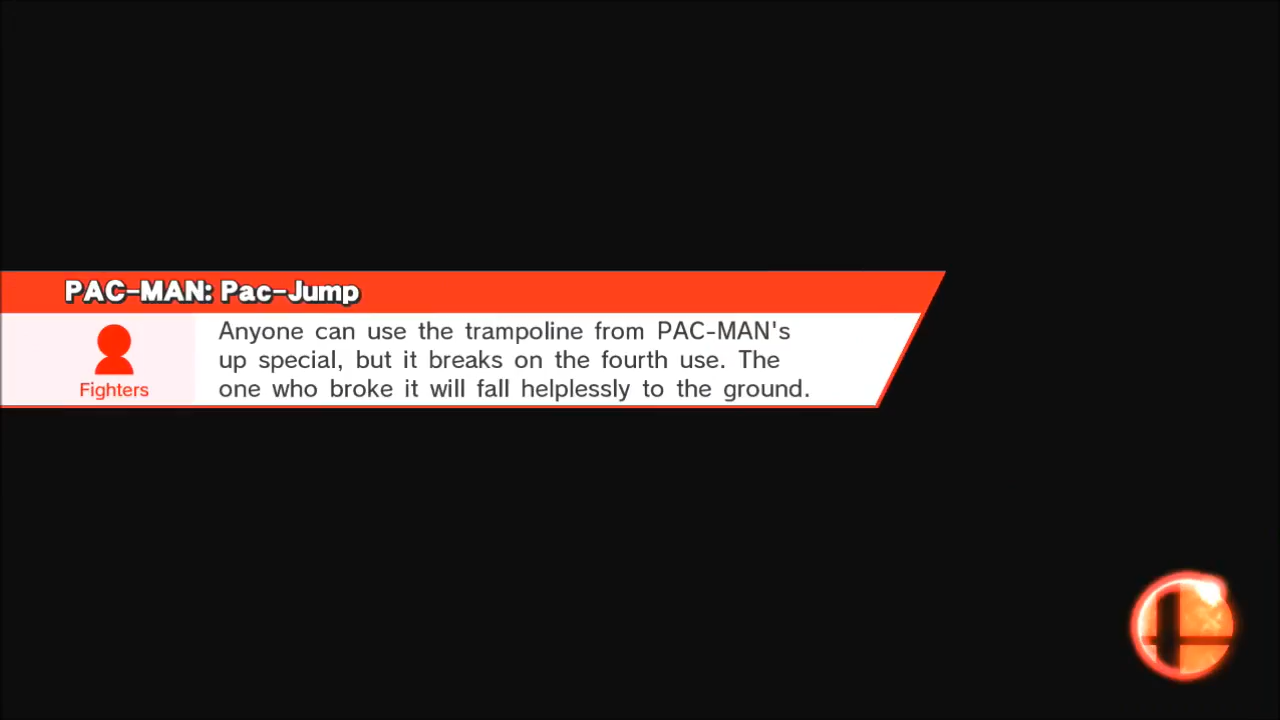 PAC-MAN: Pac-Jump
Fighters
Anyone can use the trampoline from PAC-MAN's
up special, but it breaks on the fourth use. The
one who broke it will fall helplessly to the ground.